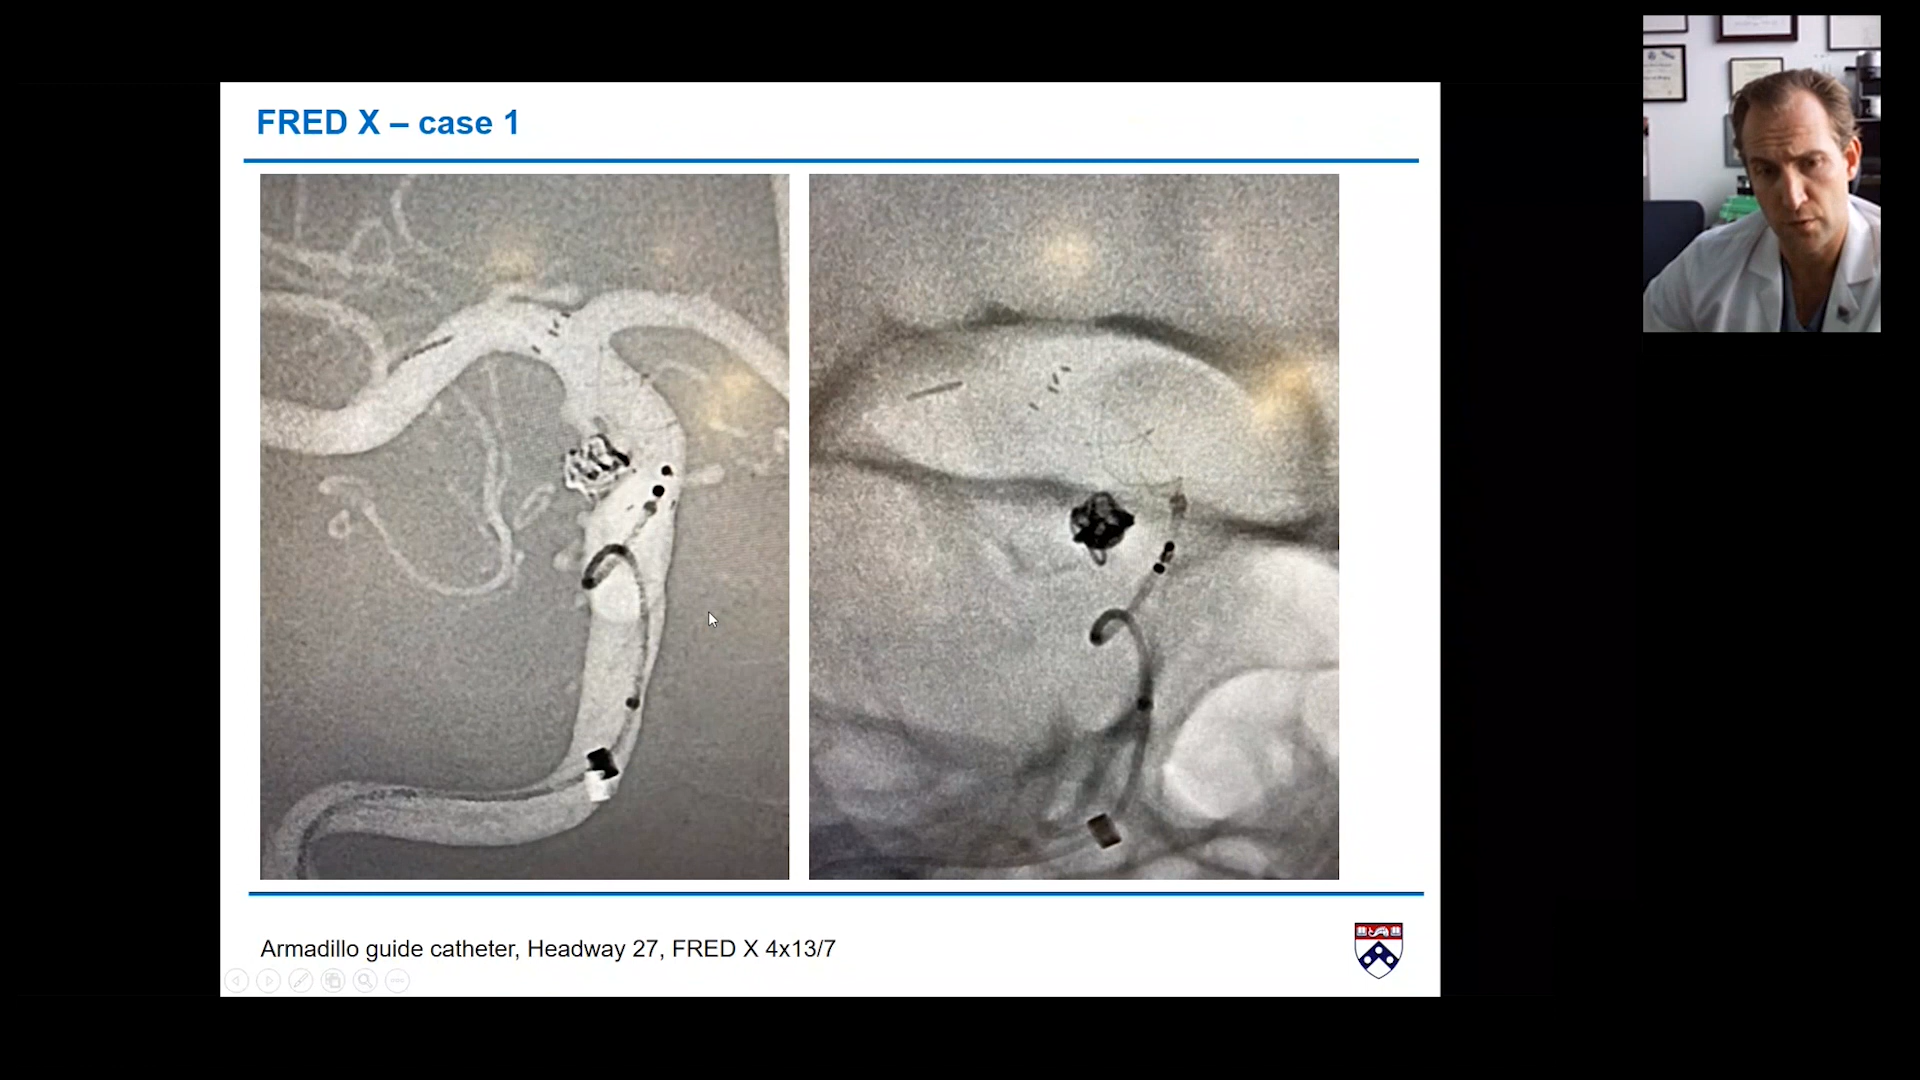 FRED X – case 1
Armadillo guide catheter, Headway 27, FRED X 4x13/7